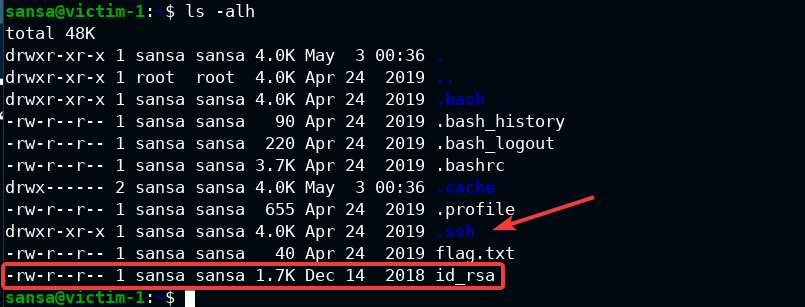 sansa@victim-1:~$ ls -alh
total 48K
drwxr-xr-x 1 sansa sansa 4.0K May  3 00:36 .
drwxr-xr-x 1 root  root  4.0K Apr 24  2019 ..
drwxr-xr-x 1 sansa sansa 4.0K Apr 24  2019 .bash
-rw-r--r-- 1 sansa sansa   90 Apr 24  2019 .bash_history
-rw-r--r-- 1 sansa sansa  220 Apr 24  2019 .bash_logout
-rw-r--r-- 1 sansa sansa 3.7K Apr 24  2019 .bashrc
drwx------ 2 sansa sansa 4.0K May  3 00:36 .cache
-rw-r--r-- 1 sansa sansa  655 Apr 24  2019 .profile
drwxr-xr-x 1 sansa sansa 4.0K Apr 24  2019 .ssh
-rw-r--r-- 1 sansa sansa   40 Apr 24  2019 flag.txt
-rw-r--r-- 1 sansa sansa 1.7K Dec 14  2018 id_rsa
sansa@victim-1:~$